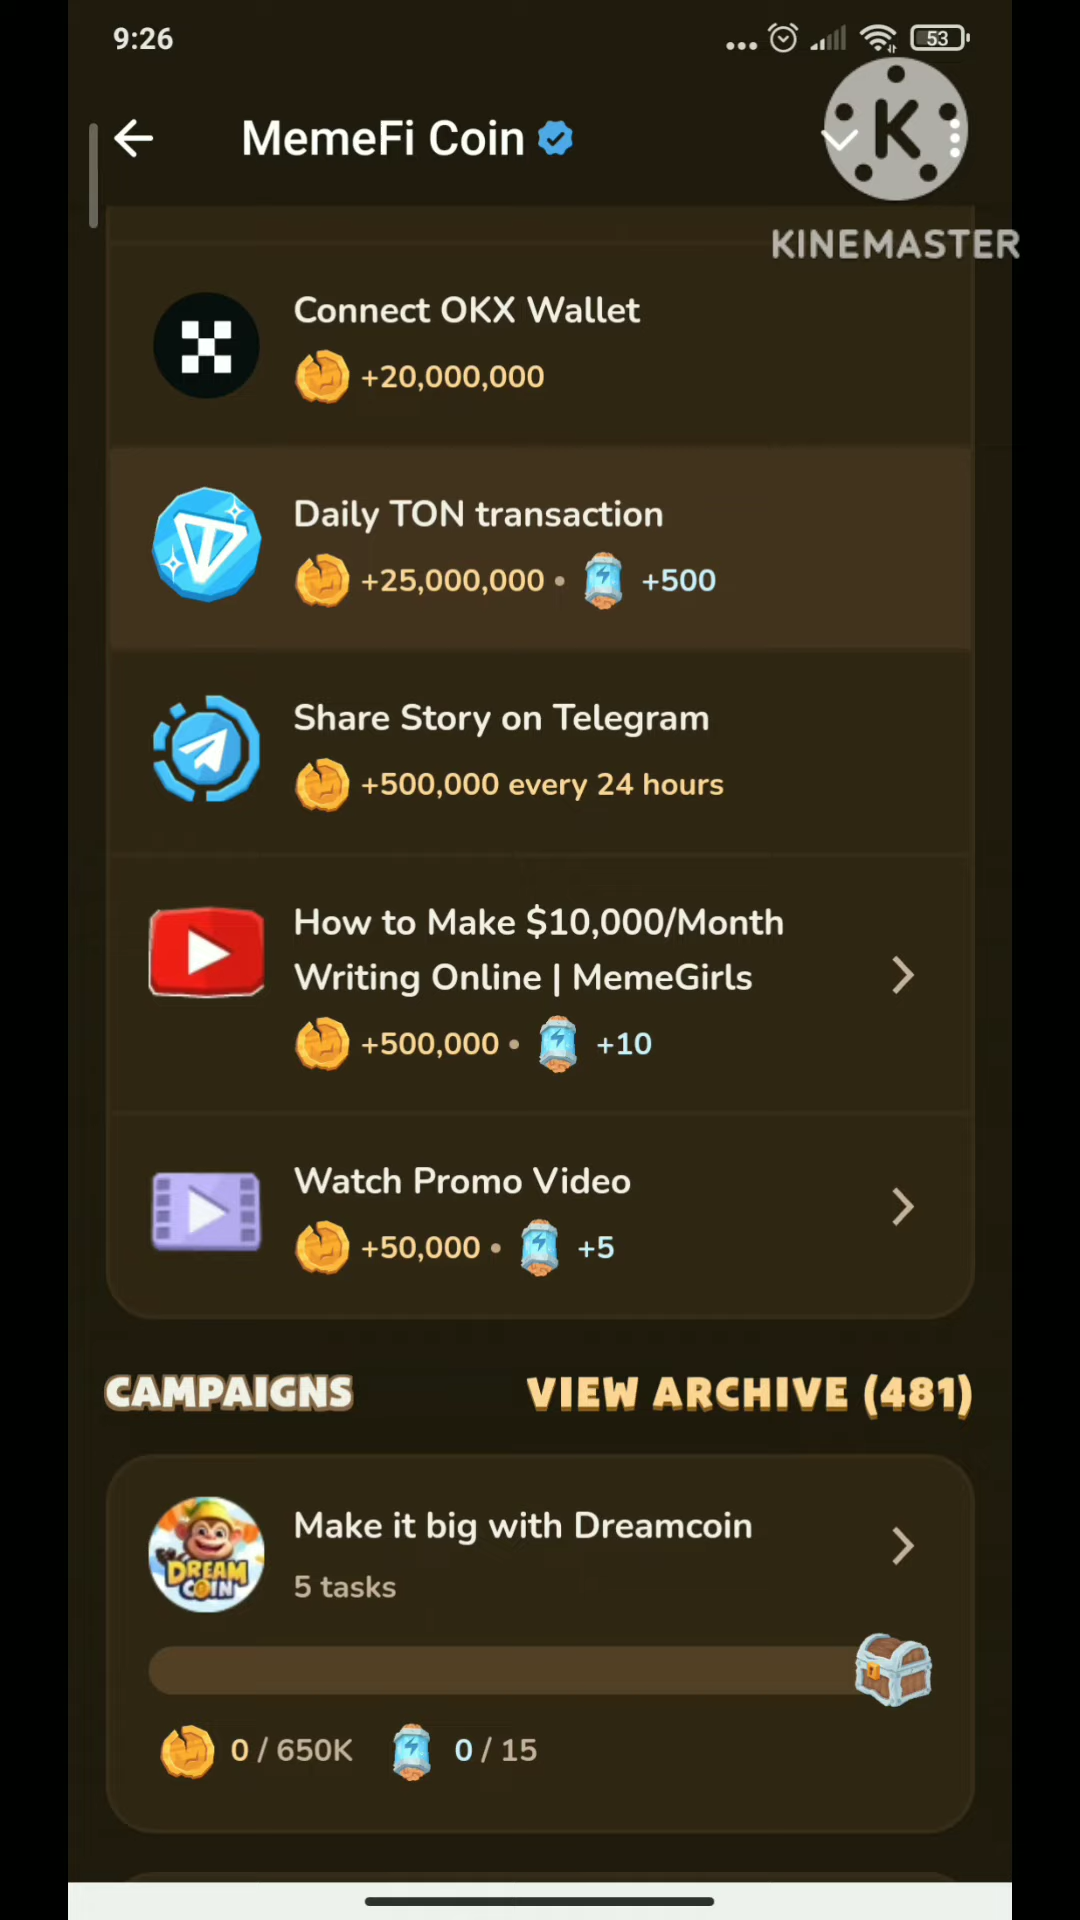 9:26
53
MemeFi Coin
K
KINEMASTER
Connect OKX Wallet
+20,000,000
Daily TON transaction
+25,000,000 • +500
Share Story on Telegram
+500,000 every 24 hours
How to Make $10,000/Month
Writing Online | MemeGirls
+500,000 • +10
Watch Promo Video
+50,000 • +5
CAMPAIGNS
VIEW ARCHIVE (481)
DREAM
COIN
Make it big with Dreamcoin
5 tasks
0 / 650K 0 / 15